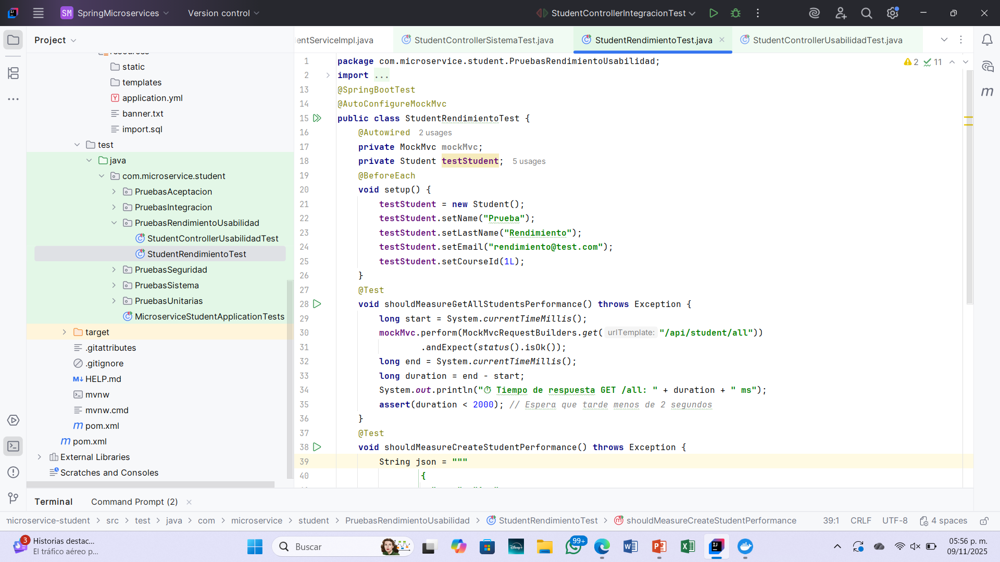 SM SpringMicroservices Version control StudentControllerIntegracionTest
Project
entServiceImpl.java StudentControllerSistemaTest.java StudentRendimientoTest.java StudentControllerUsabilidadTest.java
resources
static
templates
application.yml
banner.txt
import.sql
test
java
com.microservice.student
PruebasAceptacion
PruebasIntegracion
PruebasRendimientoUsabilidad
StudentControllerUsabilidadTest
StudentRendimientoTest
PruebasSeguridad
PruebasSistema
PruebasUnitarias
MicroserviceStudentApplicationTests
target
.gitattributes
.gitignore
HELP.md
mvnw
mvnw.cmd
pom.xml
pom.xml
External Libraries
Scratches and Consoles
2 11
1 package com.microservice.student.PruebasRendimientoUsabilidad;
2 import ...
13 @SpringBootTest
14 @AutoConfigureMockMvc
15 public class StudentRendimientoTest {
16 @Autowired 2 usages
17 private MockMvc mockMvc;
18 private Student testStudent; 5 usages
19 @BeforeEach
20 void setup() {
21 testStudent = new Student();
22 testStudent.setName("Prueba");
23 testStudent.setLastName("Rendimiento");
24 testStudent.setEmail("rendimiento@test.com");
25 testStudent.setCourseId(1L);
26 }
27 @Test
28 void shouldMeasureGetAllStudentsPerformance() throws Exception {
29 long start = System.currentTimeMillis();
30 mockMvc.perform(MockMvcRequestBuilders.get( urlTemplate: "/api/student/all"))
31 .andExpect(status().isOk());
32 long end = System.currentTimeMillis();
33 long duration = end - start;
34 System.out.println("⏱ Tiempo de respuesta GET /all: " + duration + " ms");
35 assert(duration < 2000); // Espera que tarde menos de 2 segundos
36 }
37 @Test
38 void shouldMeasureCreateStudentPerformance() throws Exception {
39 String json = """
40 {
Terminal Command Prompt (2)
microservice-student > src > test > java > com > microservice > student > PruebasRendimientoUsabilidad > StudentRendimientoTest > shouldMeasureCreateStudentPerformance 39:1 CRLF UTF-8 4 spaces
3 Historias destac...
El tráfico aéreo p...
Buscar
99+
05:56 p. m.
09/11/2025